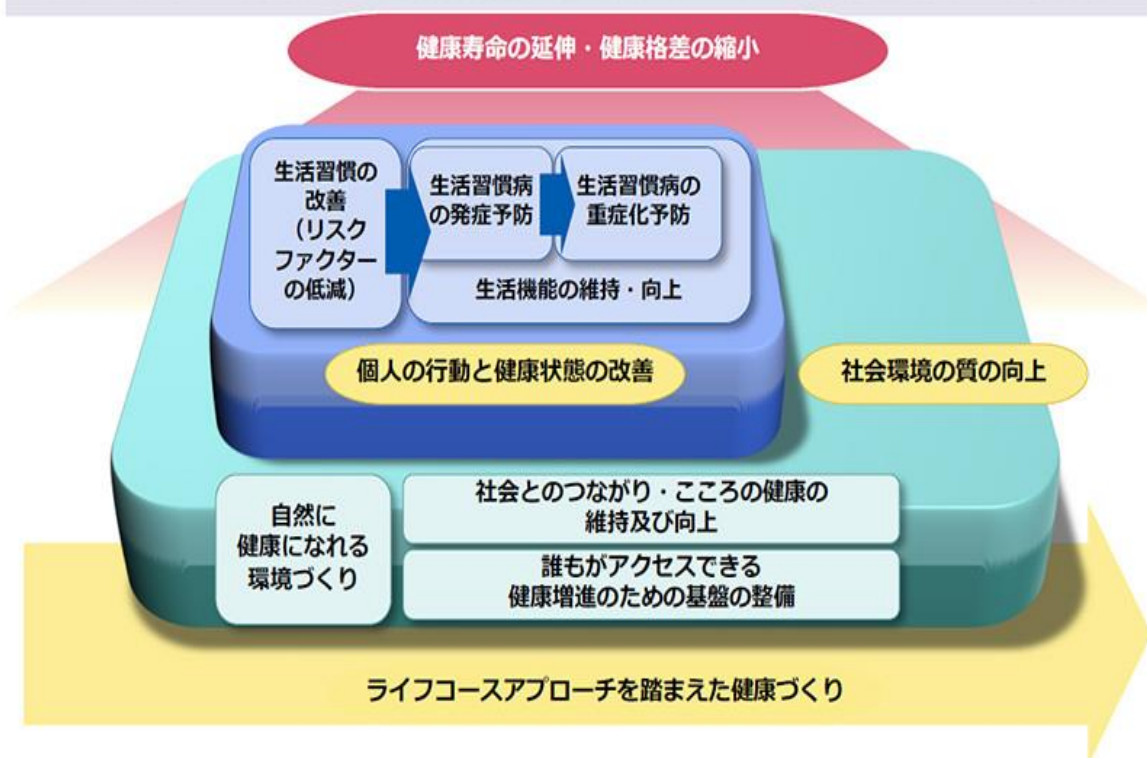 健康寿命の延伸・健康格差の縮小
生活習慣の
改善
（リスク
ファクター
の低減）
生活習慣病
の発症予防
生活習慣病の
重症化予防
生活機能の維持・向上
個人の行動と健康状態の改善
社会環境の質の向上
自然に
健康になれる
環境づくり
社会とのつながり・こころの健康の
維持及び向上
誰もがアクセスできる
健康増進のための基盤の整備
ライフコースアプローチを踏まえた健康づくり